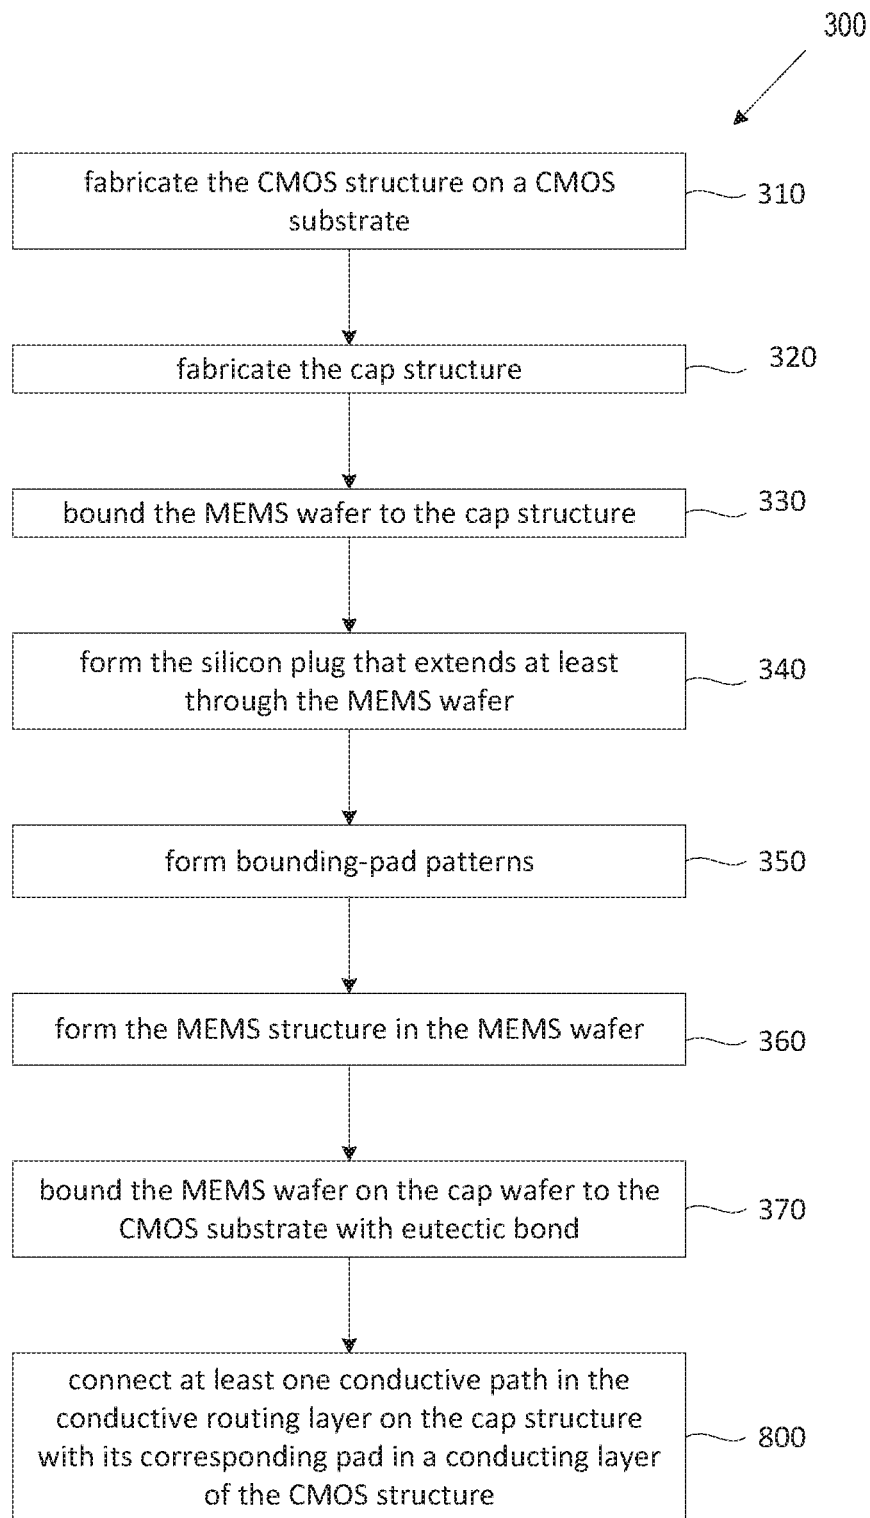 300
fabricate the CMOS structure on a CMOS
substrate
310
fabricate the cap structure
320
bound the MEMS wafer to the cap structure
330
form the silicon plug that extends at least
through the MEMS wafer
340
form bounding-pad patterns
350
form the MEMS structure in the MEMS wafer
360
bound the MEMS wafer on the cap wafer to the
CMOS substrate with eutectic bond
370
connect at least one conductive path in the
conductive routing layer on the cap structure
with its corresponding pad in a conducting layer
of the CMOS structure
800